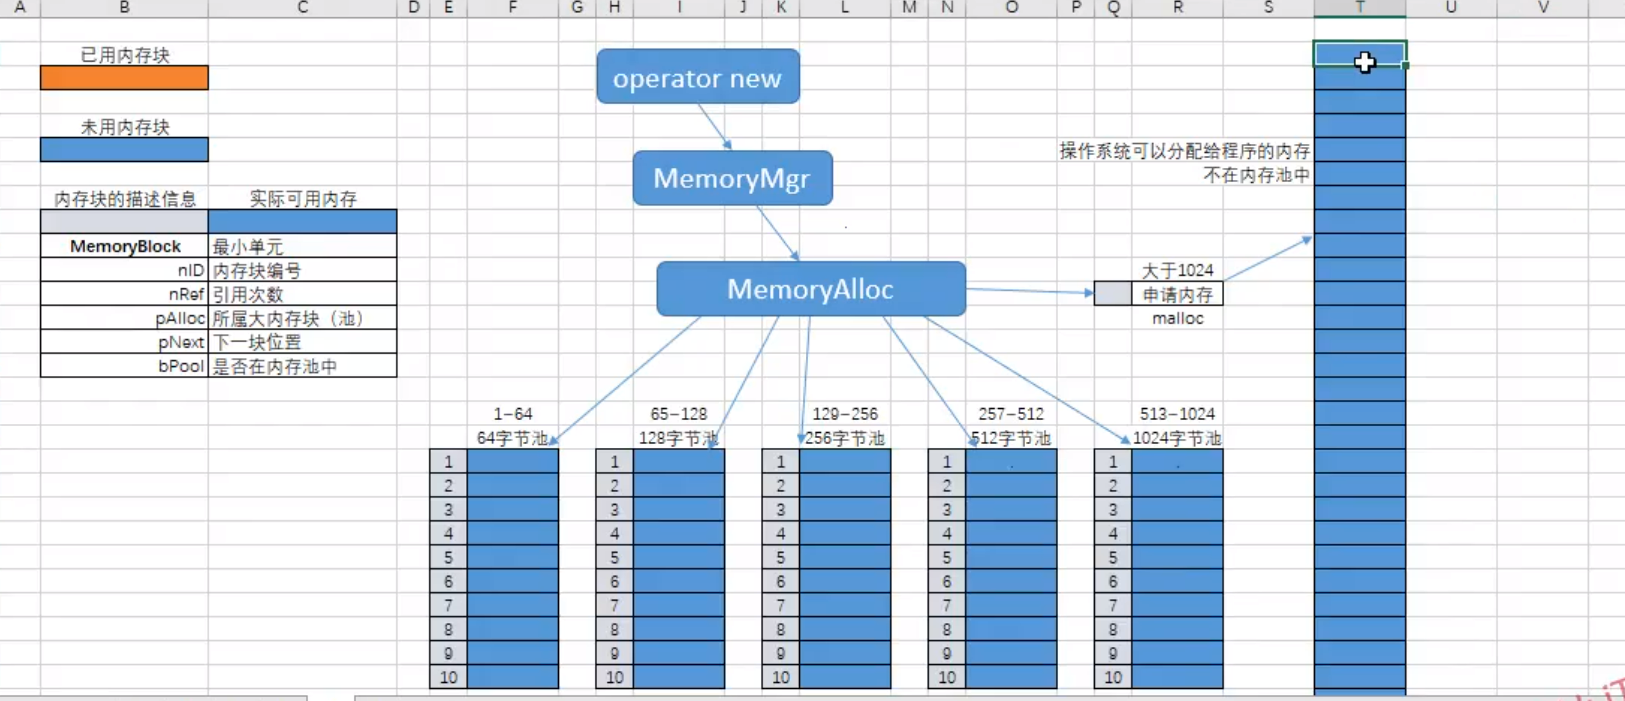 A B C D E F G H I J K L M N O P Q R S T U V
已用内存块
未用内存块
内存块的描述信息 实际可用内存
MemoryBlock 最小单元
nID 内存块编号
nRef 引用次数
pAlloc 所属大内存块（池）
pNext 下一块位置
bPool 是否在内存池中
operator new
MemoryMgr
MemoryAlloc
操作系统可以分配给程序的内存
不在内存池中
大于1024
申请内存
malloc
1-64 65-128 129-256 257-512 513-1024
64字节池 128字节池 256字节池 512字节池 1024字节池
1 1 1 1 1
2 2 2 2 2
3 3 3 3 3
4 4 4 4 4
5 5 5 5 5
6 6 6 6 6
7 7 7 7 7
8 8 8 8 8
9 9 9 9 9
10 10 10 10 10